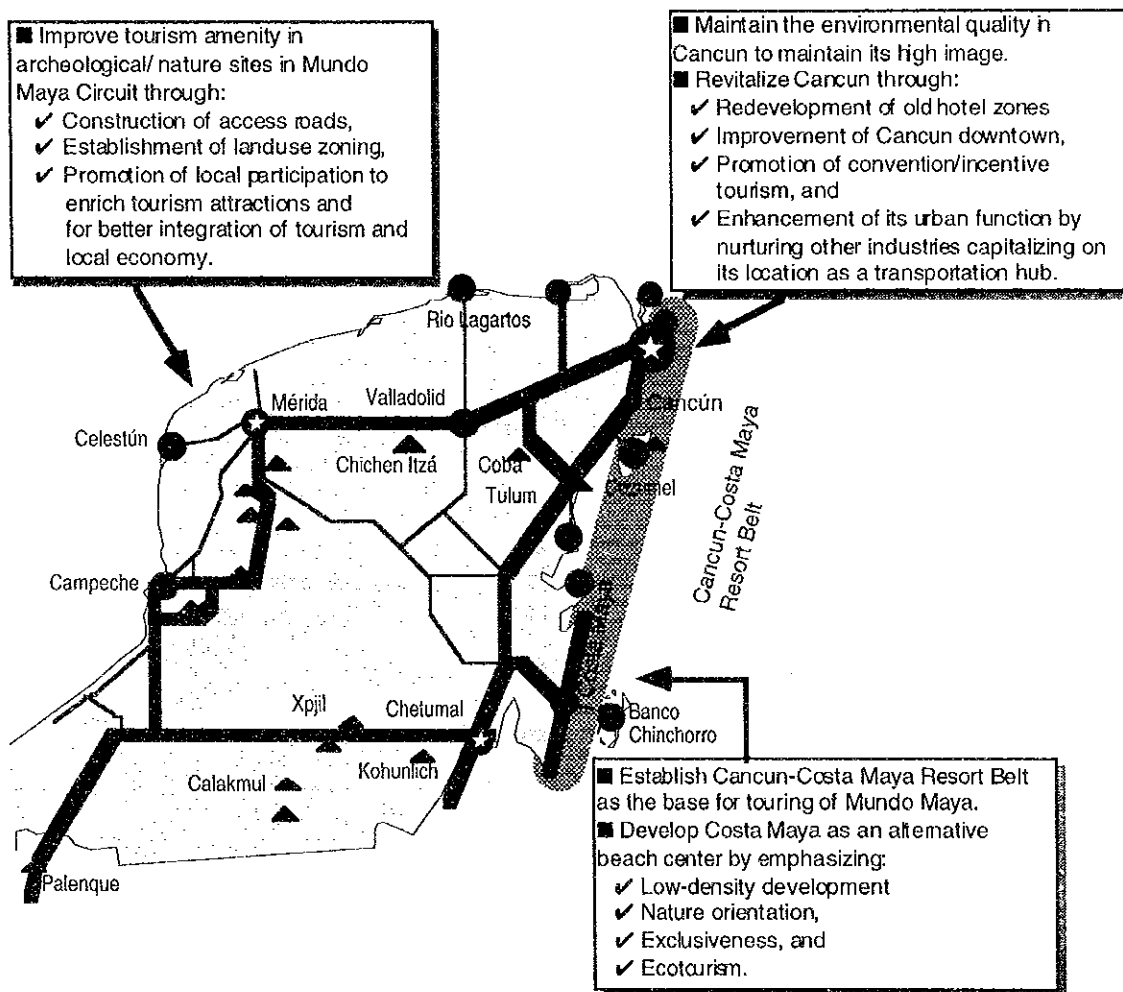 ■ Improve tourism amenity in
archeological/ nature sites in Mundo
Maya Circuit through:
✔ Construction of access roads,
✔ Establishment of landuse zoning,
✔ Promotion of local participation to
enrich tourism attractions and
for better integration of tourism and
local economy.
■ Maintain the environmental quality in
Cancun to maintain its high image.
■ Revitalize Cancun through:
✔ Redevelopment of old hotel zones
✔ Improvement of Cancun downtown,
✔ Promotion of convention/incentive
tourism, and
✔ Enhancement of its urban function by
nurturing other industries capitalizing on
its location as a transportation hub.
Rio Lagartos
Mérida
Valladolid
Cancún
Celestún
Chichen Itzá
Coba
Tulum
Cozumel
Cancun-Costa Maya
Resort Belt
Campeche
Costa Maya
Xpjil
Chetumal
Banco
Chinchorro
Kohunlich
Calakmul
Palenque
■ Establish Cancun-Costa Maya Resort Belt
as the base for touring of Mundo Maya.
■ Develop Costa Maya as an alternative
beach center by emphasizing:
✔ Low-density development
✔ Nature orientation,
✔ Exclusiveness, and
✔ Ecotourism.